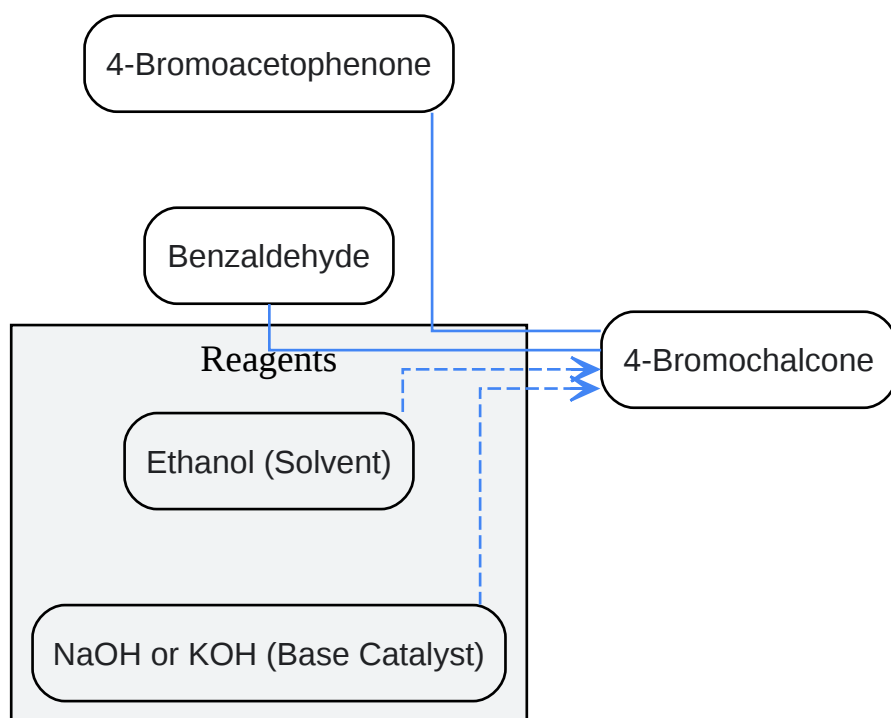 4-Bromoacetophenone
Benzaldehyde
Reagents
4-Bromochalcone
Ethanol (Solvent)
NaOH or KOH (Base Catalyst)